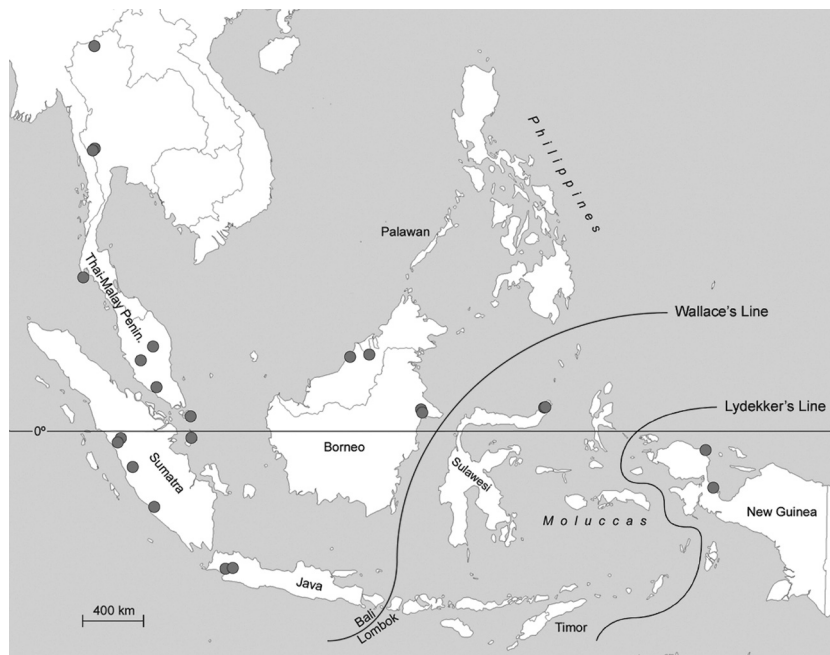 Philippines
Palawan
Thai-Malay Penin.
Wallace's Line
Lydekker's Line
0º
Borneo
Sumatra
Sulawesi
New Guinea
Moluccas
Java
400 km
Bali
Lombok
Timor